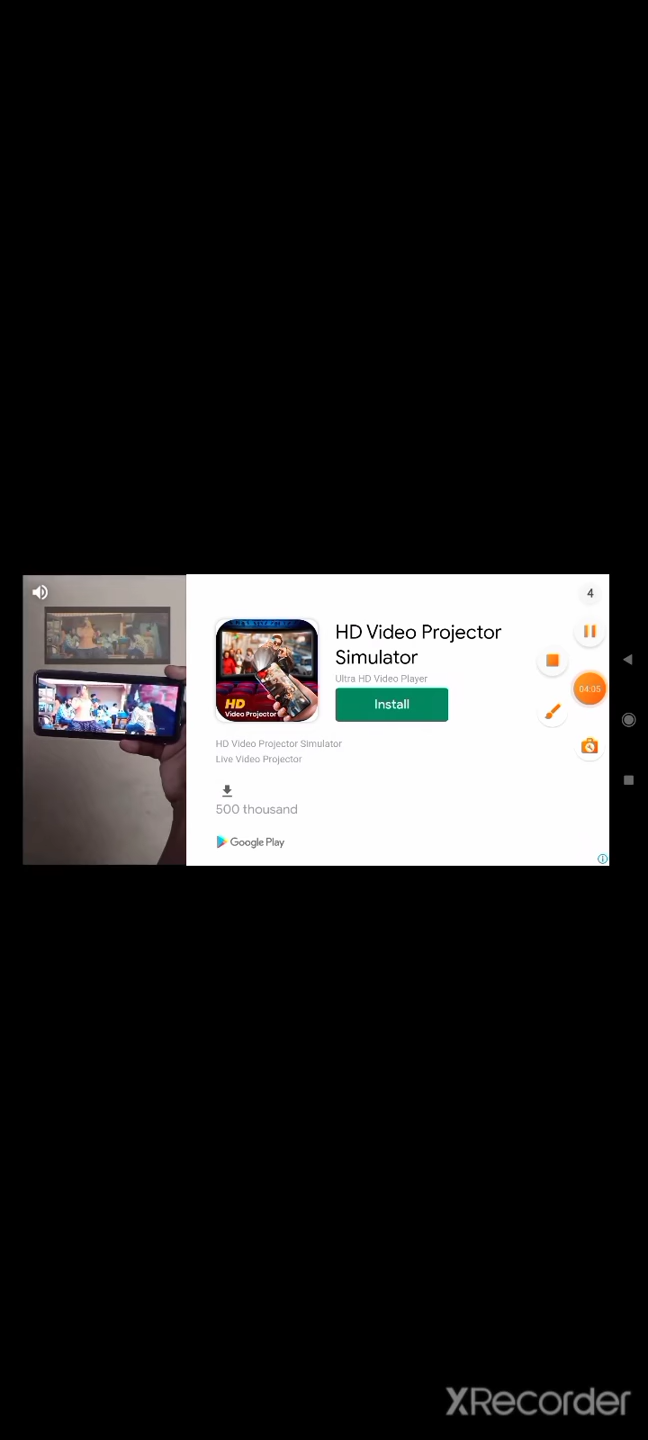 4
HD Video Projector
Simulator
Ultra HD Video Player
Install
04:05
HD
Video Projector
HD Video Projector Simulator
Live Video Projector
500 thousand
Google Play
XRecorder